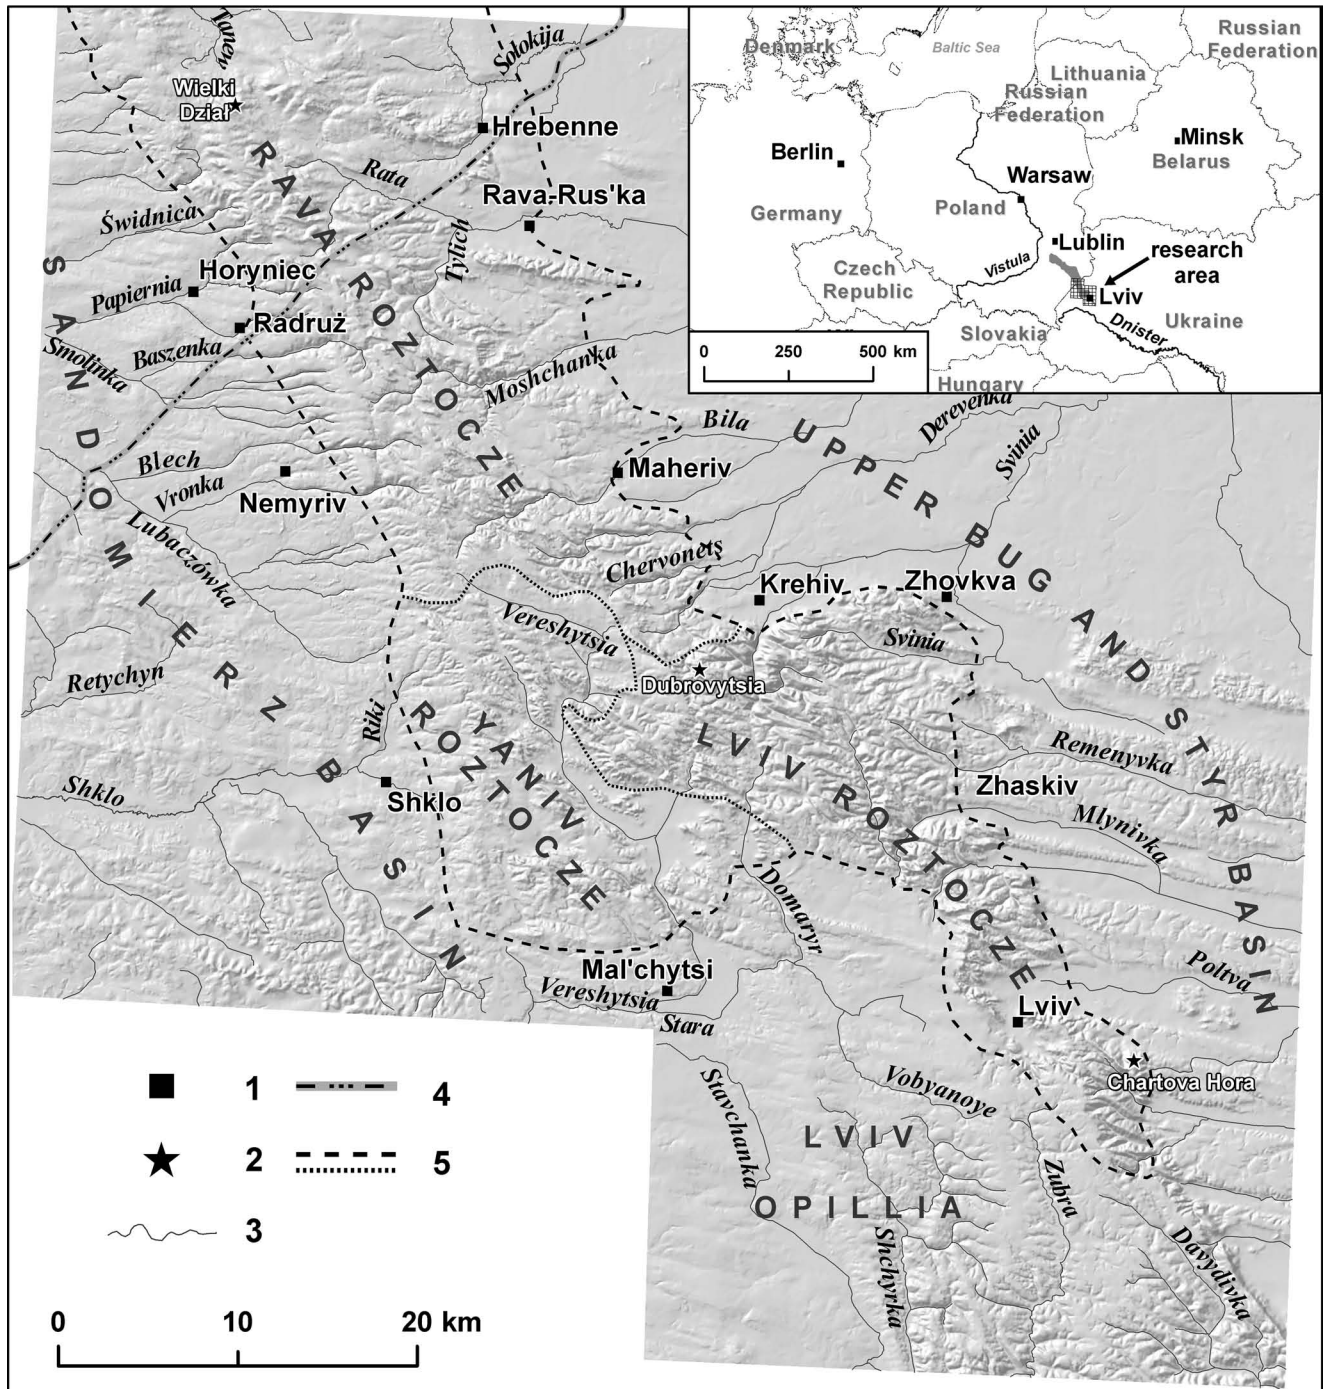 Tanew
Sołokija
Wielki
Dział
Hrebenne
RAVA ROZTOCZE
Rata
Rava-Rus'ka
Świdnica
Tylich
Horyniec
Papiernia
Radruż
Baszenka
Smolinka
Moshchanka
SANDOMIERZ BASIN
Blech
Vronka
Nemyriv
Lubaczówka
Bila
Maheriv
Derevenka
Svinia
UPPER BUG AND STYR BASIN
Chervonets
Krehiv
Zhovkva
Vereshytsia
Svinia
Dubrovytsia
Retychyn
Riki
YANIV
ROZTOCZE
LVIV ROZTOCZE
Remenyvka
Zhaskiv
Mlynivka
Shklo
Shklo
Domaryr
Mal'chytsi
Vereshytsia
Stara
Poltva
Lviv
Chartova Hora
Stavchanka
Vobyanoye
LVIV
OPILLIA
Zubra
Shchyrka
Davydivka
Denmark
Baltic Sea
Russian
Federation
Lithuania
Russian
Federation
Minsk
Belarus
Berlin
Germany
Warsaw
Poland
Lublin
research
area
Vistula
Czech
Republic
Lviv
Dnister
Ukraine
Slovakia
Hungary
0 250 500 km
1 4
2 5
3
0 10 20 km